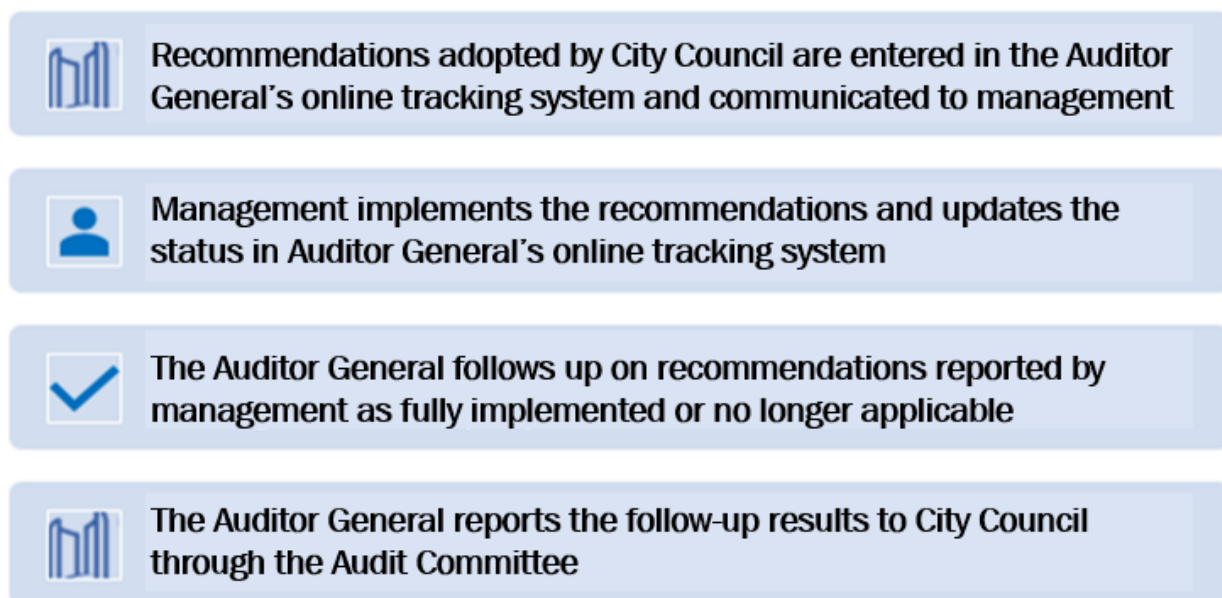 Recommendations adopted by City Council are entered in the Auditor
General's online tracking system and communicated to management
Management implements the recommendations and updates the
status in Auditor General's online tracking system
The Auditor General follows up on recommendations reported by
management as fully implemented or no longer applicable
The Auditor General reports the follow-up results to City Council
through the Audit Committee